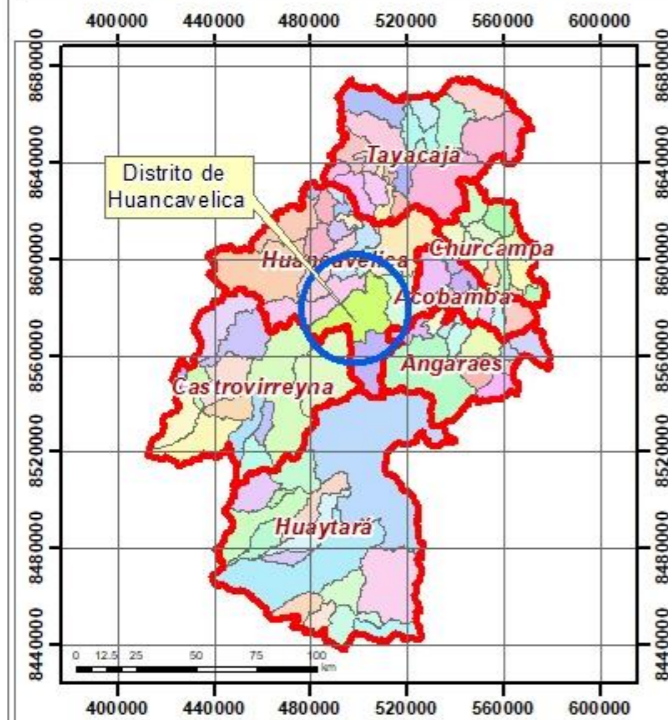 400000 440000 480000 520000 560000 600000
8680000
8680000
Tayacaja
Distrito de
Huancavelica
8640000
8640000
Churcampa
Huancavelica
8600000
8600000
Acobamba
Angaraes
8560000
8560000
Castrovirreyna
8520000
8520000
Huaytará
8480000
8480000
8440000
8440000
0 12.5 25 50 75 100
km
400000 440000 480000 520000 560000 600000